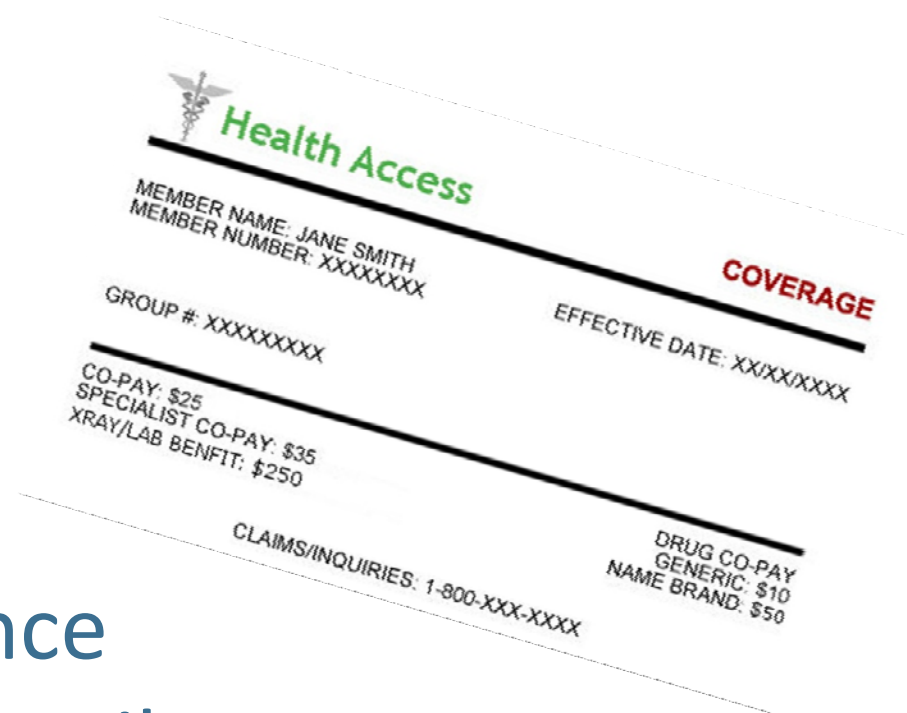 Health Access
COVERAGE
MEMBER NAME: JANE SMITH
MEMBER NUMBER: XXXXXXXX
EFFECTIVE DATE: XX/XX/XXXX
GROUP #: XXXXXXXXX
CO-PAY: $25
SPECIALIST CO-PAY: $35
XRAY/LAB BENFIT: $250
DRUG CO-PAY
GENERIC: $10
NAME BRAND: $50
CLAIMS/INQUIRIES: 1-800-XXX-XXXX
nce